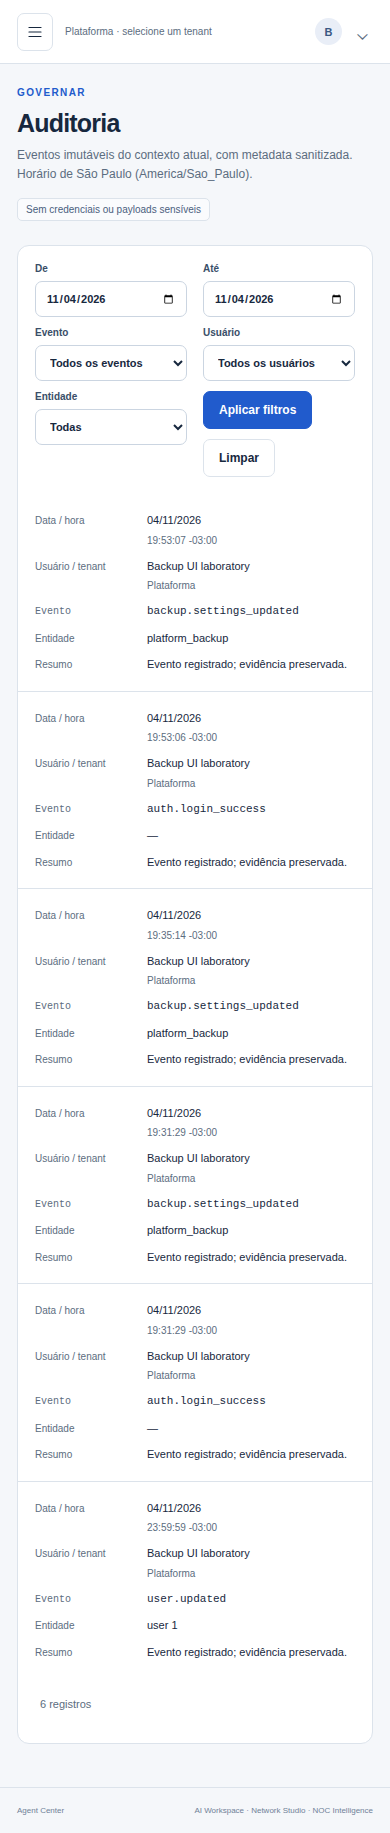 Plataforma · selecione um tenant
B
GOVERNAR
Auditoria
Eventos imutáveis do contexto atual, com metadata sanitizada.
Horário de São Paulo (America/Sao_Paulo).
Sem credenciais ou payloads sensíveis
De
Até
11/04/2026
11/04/2026
Evento
Usuário
Todos os eventos
Todos os usuários
Entidade
Todas
Aplicar filtros
Limpar
Data / hora 04/11/2026
19:53:07 -03:00
Usuário / tenant Backup UI laboratory
Plataforma
Evento backup.settings_updated
Entidade platform_backup
Resumo Evento registrado; evidência preservada.
Data / hora 04/11/2026
19:53:06 -03:00
Usuário / tenant Backup UI laboratory
Plataforma
Evento auth.login_success
Entidade —
Resumo Evento registrado; evidência preservada.
Data / hora 04/11/2026
19:35:14 -03:00
Usuário / tenant Backup UI laboratory
Plataforma
Evento backup.settings_updated
Entidade platform_backup
Resumo Evento registrado; evidência preservada.
Data / hora 04/11/2026
19:31:29 -03:00
Usuário / tenant Backup UI laboratory
Plataforma
Evento backup.settings_updated
Entidade platform_backup
Resumo Evento registrado; evidência preservada.
Data / hora 04/11/2026
19:31:29 -03:00
Usuário / tenant Backup UI laboratory
Plataforma
Evento auth.login_success
Entidade —
Resumo Evento registrado; evidência preservada.
Data / hora 04/11/2026
23:59:59 -03:00
Usuário / tenant Backup UI laboratory
Plataforma
Evento user.updated
Entidade user 1
Resumo Evento registrado; evidência preservada.
6 registros
Agent Center
AI Workspace · Network Studio · NOC Intelligence